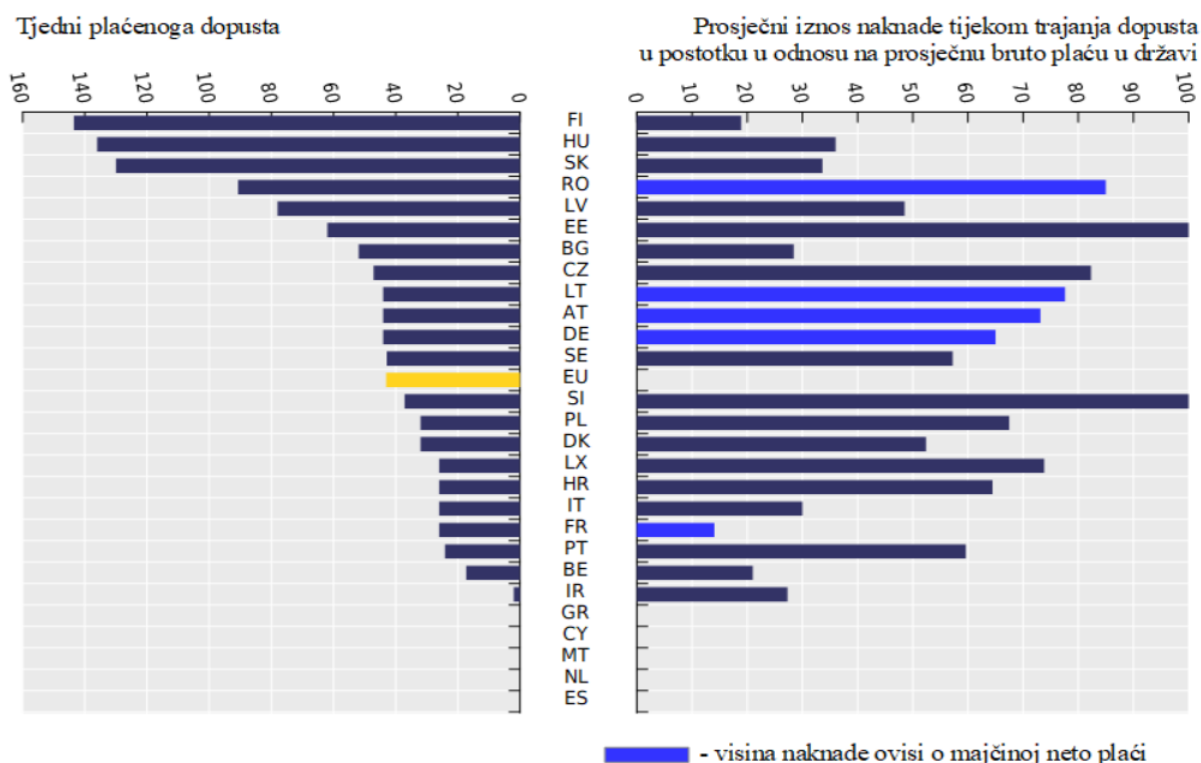 Tjedni plaćenoga dopusta
Prosječni iznos naknade tijekom trajanja dopusta
u postotku u odnosu na prosječnu bruto plaću u državi
160 140 120 100 80 60 40 20 0
0 10 20 30 40 50 60 70 80 90 100
FI
HU
SK
RO
LV
EE
BG
CZ
LT
AT
DE
SE
EU
SI
PL
DK
LX
HR
IT
FR
PT
BE
IR
GR
CY
MT
NL
ES
- visina naknade ovisi o majčinoj neto plaći